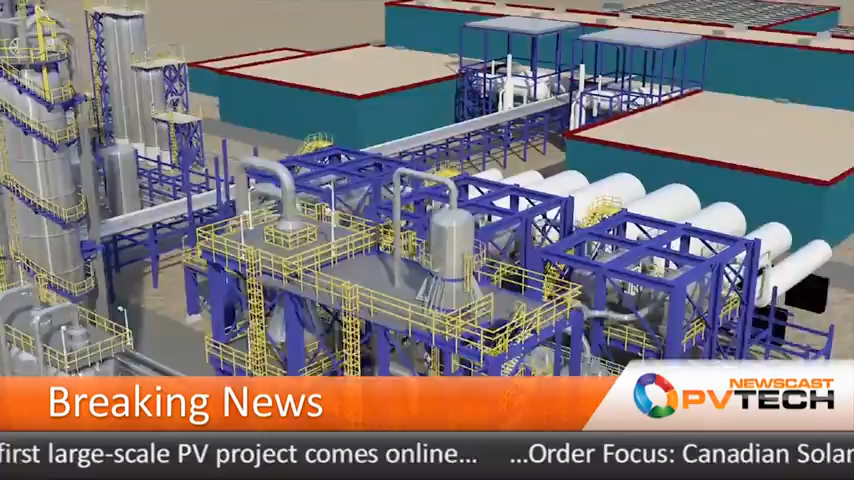 Breaking News
NEWSCAST
PVTECH
first large-scale PV project comes online... ...Order Focus: Canadian Solar